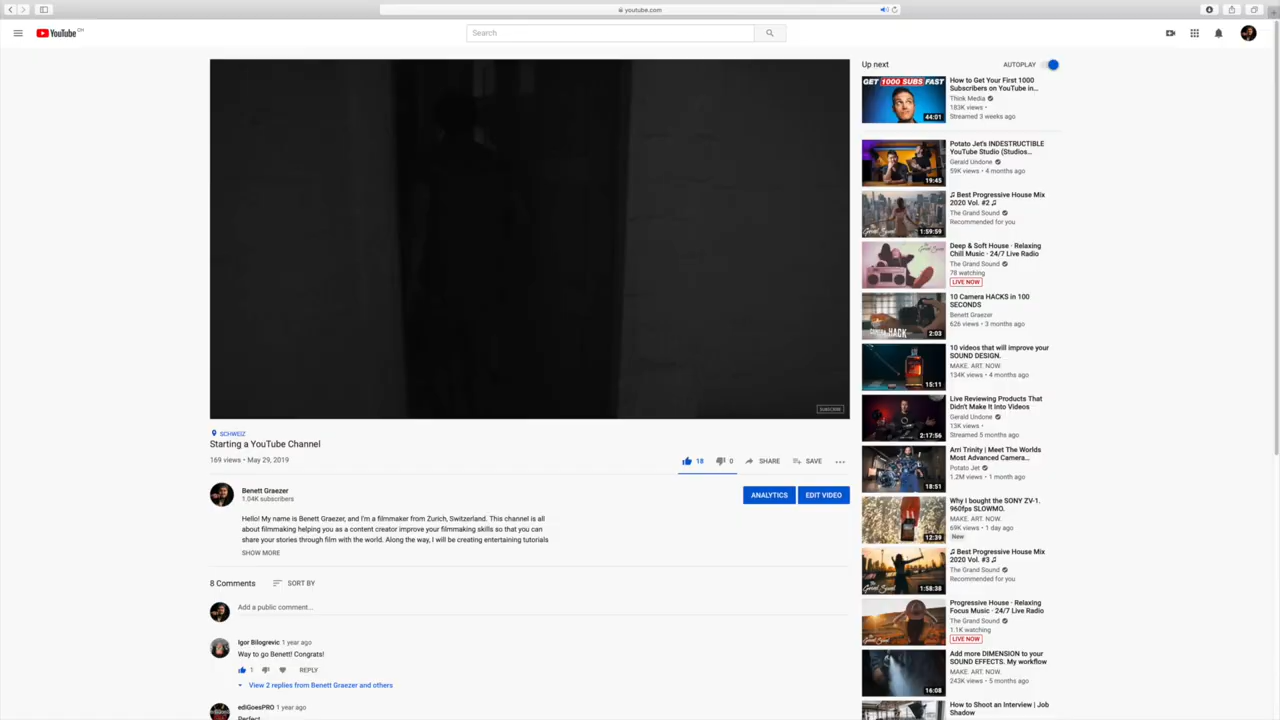 youtube.com
YouTube CH
Search
Up next
AUTOPLAY
GET 1000 SUBS FAST
44:01
How to Get Your First 1000
Subscribers on YouTube in...
Think Media
183K views •
Streamed 3 weeks ago
19:45
Potato Jet's INDESTRUCTIBLE
YouTube Studio (Studios...
Gerald Undone
59K views • 4 months ago
The Grand Sound
1:59:59
♫ Best Progressive House Mix
2020 Vol. #2 ♫
The Grand Sound
Recommended for you
Deep & Soft House · Relaxing
Chill Music · 24/7 Live Radio
The Grand Sound
78 watching
LIVE NOW
CAMERA HACK
2:03
10 Camera HACKS in 100
SECONDS
Benett Graezer
626 views • 3 months ago
15:11
10 videos that will improve your
SOUND DESIGN.
MAKE. ART. NOW.
134K views • 4 months ago
2:17:56
Live Reviewing Products That
Didn't Make It Into Videos
Gerald Undone
13K views •
Streamed 5 months ago
18:51
Arri Trinity | Meet The Worlds
Most Advanced Camera...
Potato Jet
1.2M views • 1 month ago
12:39
Why I bought the SONY ZV-1.
960fps SLOWMO.
MAKE. ART. NOW.
69K views • 1 day ago
New
The Grand Sound
1:58:38
♫ Best Progressive House Mix
2020 Vol. #3 ♫
The Grand Sound
Recommended for you
Progressive House · Relaxing
Focus Music · 24/7 Live Radio
The Grand Sound
1.1K watching
LIVE NOW
16:08
Add more DIMENSION to your
SOUND EFFECTS. My workflow
MAKE. ART. NOW.
243K views • 5 months ago
How to Shoot an Interview | Job
Shadow
SUBSCRIBE
SCHWEIZ
Starting a YouTube Channel
169 views • May 29, 2019
18
0
SHARE
SAVE
Benett Graezer
1.04K subscribers
ANALYTICS
EDIT VIDEO
Hello! My name is Benett Graezer, and I'm a filmmaker from Zurich, Switzerland. This channel is all
about filmmaking helping you as a content creator improve your filmmaking skills so that you can
share your stories through film with the world. Along the way, I will be creating entertaining tutorials
SHOW MORE
8 Comments
SORT BY
Add a public comment...
Igor Bilogrevic 1 year ago
Way to go Benett! Congrats!
1
REPLY
View 2 replies from Benett Graezer and others
ediGoesPRO 1 year ago
Perfect